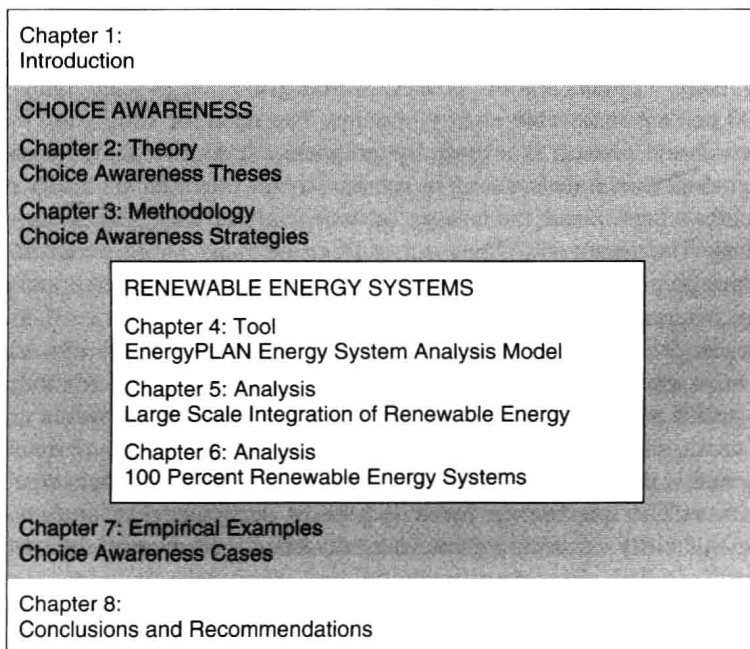 Chapter 1:
Introduction
CHOICE AWARENESS
Chapter 2: Theory
Choice Awareness Theses
Chapter 3: Methodology
Choice Awareness Strategies
RENEWABLE ENERGY SYSTEMS
Chapter 4: Tool
EnergyPLAN Energy System Analysis Model
Chapter 5: Analysis
Large Scale Integration of Renewable Energy
Chapter 6: Analysis
100 Percent Renewable Energy Systems
Chapter 7: Empirical Examples
Choice Awareness Cases
Chapter 8:
Conclusions and Recommendations